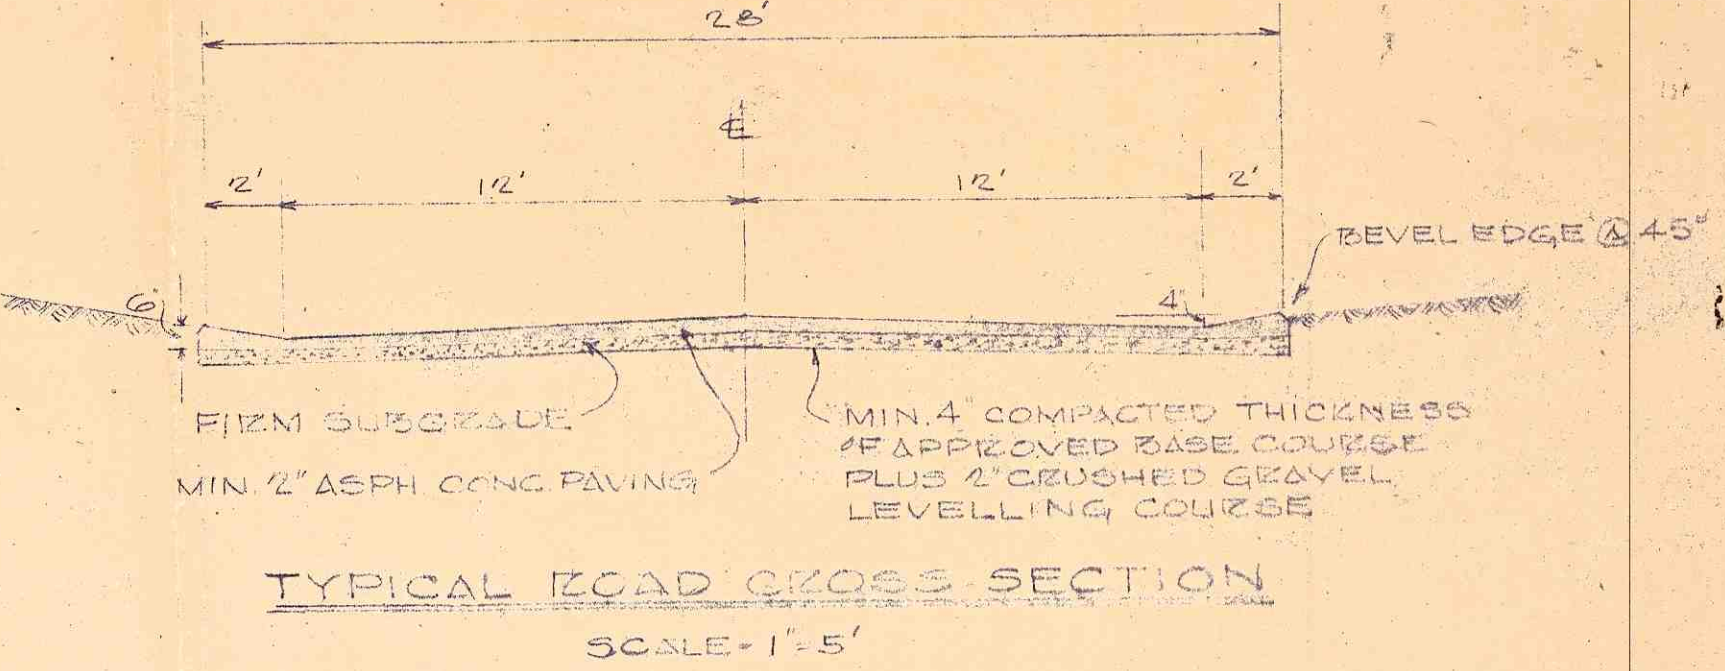 28'
℄
2' 12' 12' 2'
BEVEL EDGE @ 45°
6"
4"
FIRM SUBGRADE
MIN. 2" ASPH CONC. PAVING
MIN. 4" COMPACTED THICKNESS
OF APPROVED BASE COURSE
PLUS 2" CRUSHED GRAVEL
LEVELLING COURSE
TYPICAL ROAD CROSS SECTION
SCALE - 1" = 5'